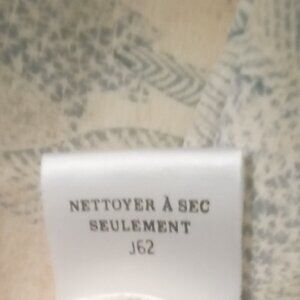 NETTOYER À SEC
SEULEMENT
J62